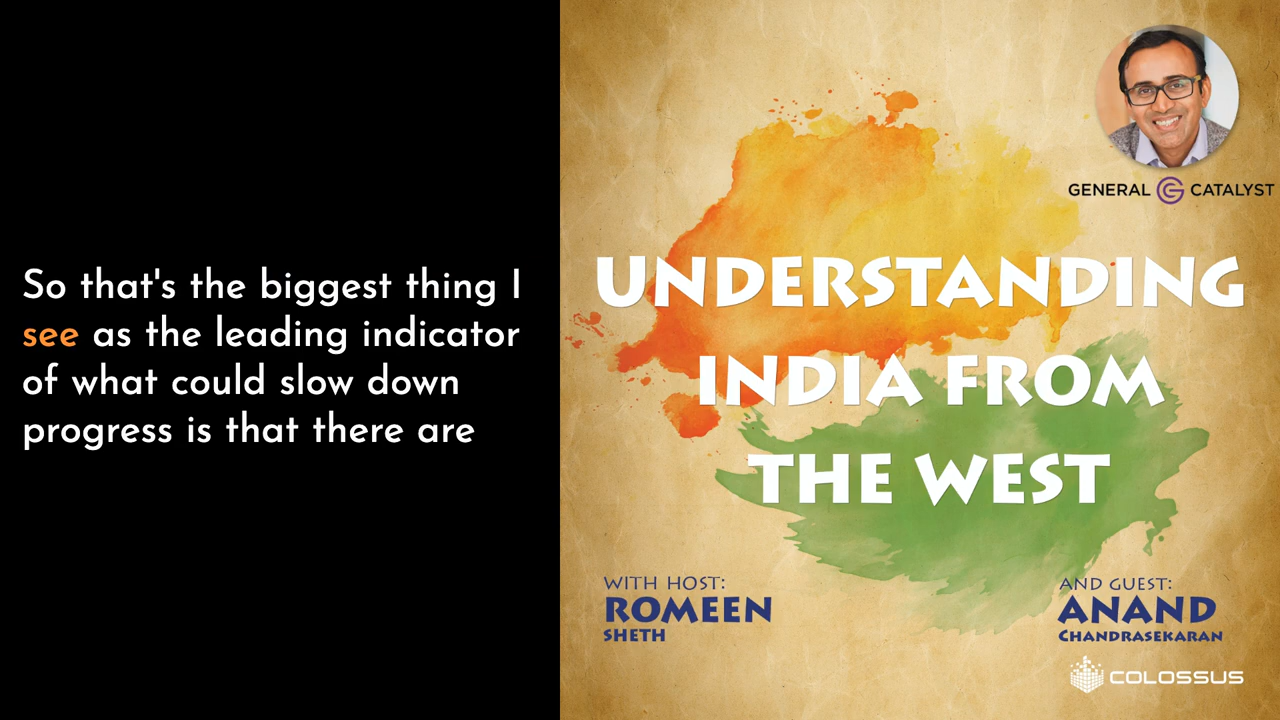 So that's the biggest thing I
see as the leading indicator
of what could slow down
progress is that there are
GENERAL CATALYST
UNDERSTANDING
INDIA FROM
THE WEST
WITH HOST:
ROMEEN
SHETH
AND GUEST:
ANAND
CHANDRASEKARAN
COLOSSUS